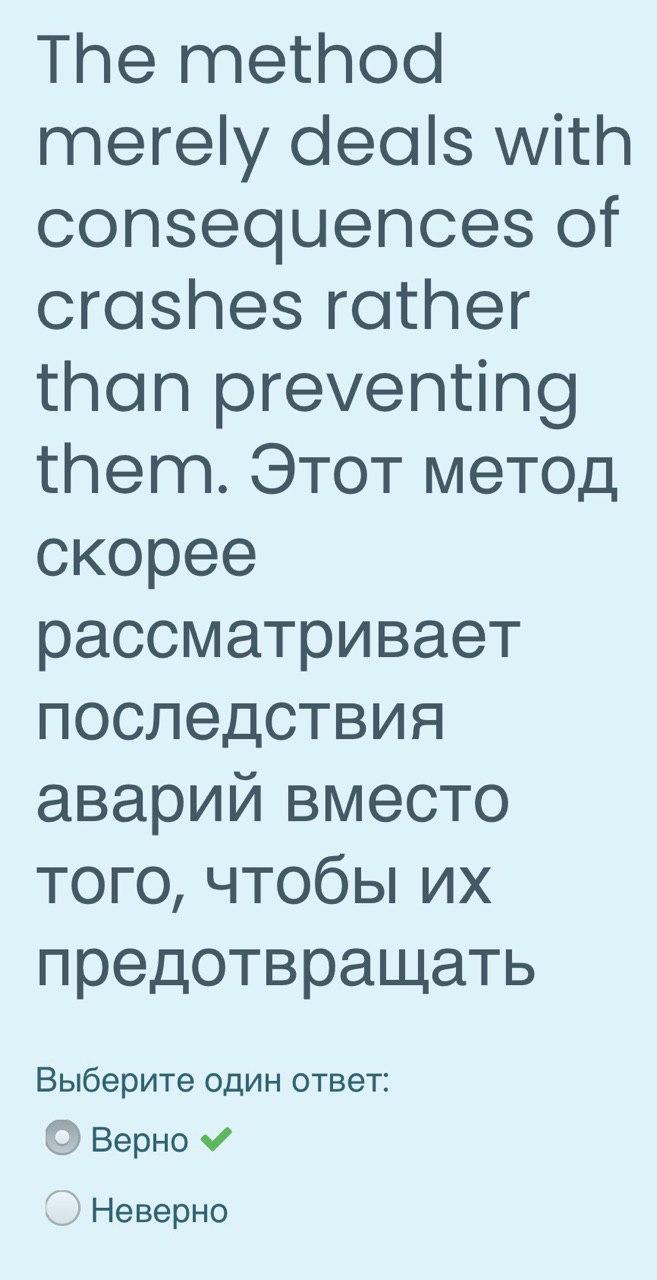 The method
merely deals with
consequences of
crashes rather
than preventing
them. Этот метод
скорее
рассматривает
последствия
аварий вместо
того, чтобы их
предотвращать
Выберите один ответ:
Верно
Неверно